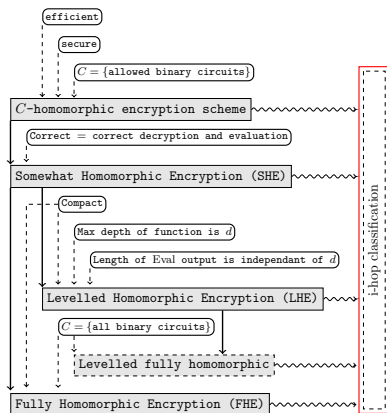 efficient
secure
C = {allowed binary circuits}
C-homomorphic encryption scheme
Correct = correct decryption and evaluation
Somewhat Homomorphic Encryption (SHE)
Compact
Max depth of function is d
Length of Eval output is independant of d
Levelled Homomorphic Encryption (LHE)
C = {all binary circuits}
Levelled fully homomorphic
Fully Homomorphic Encryption (FHE)
i-hop classification